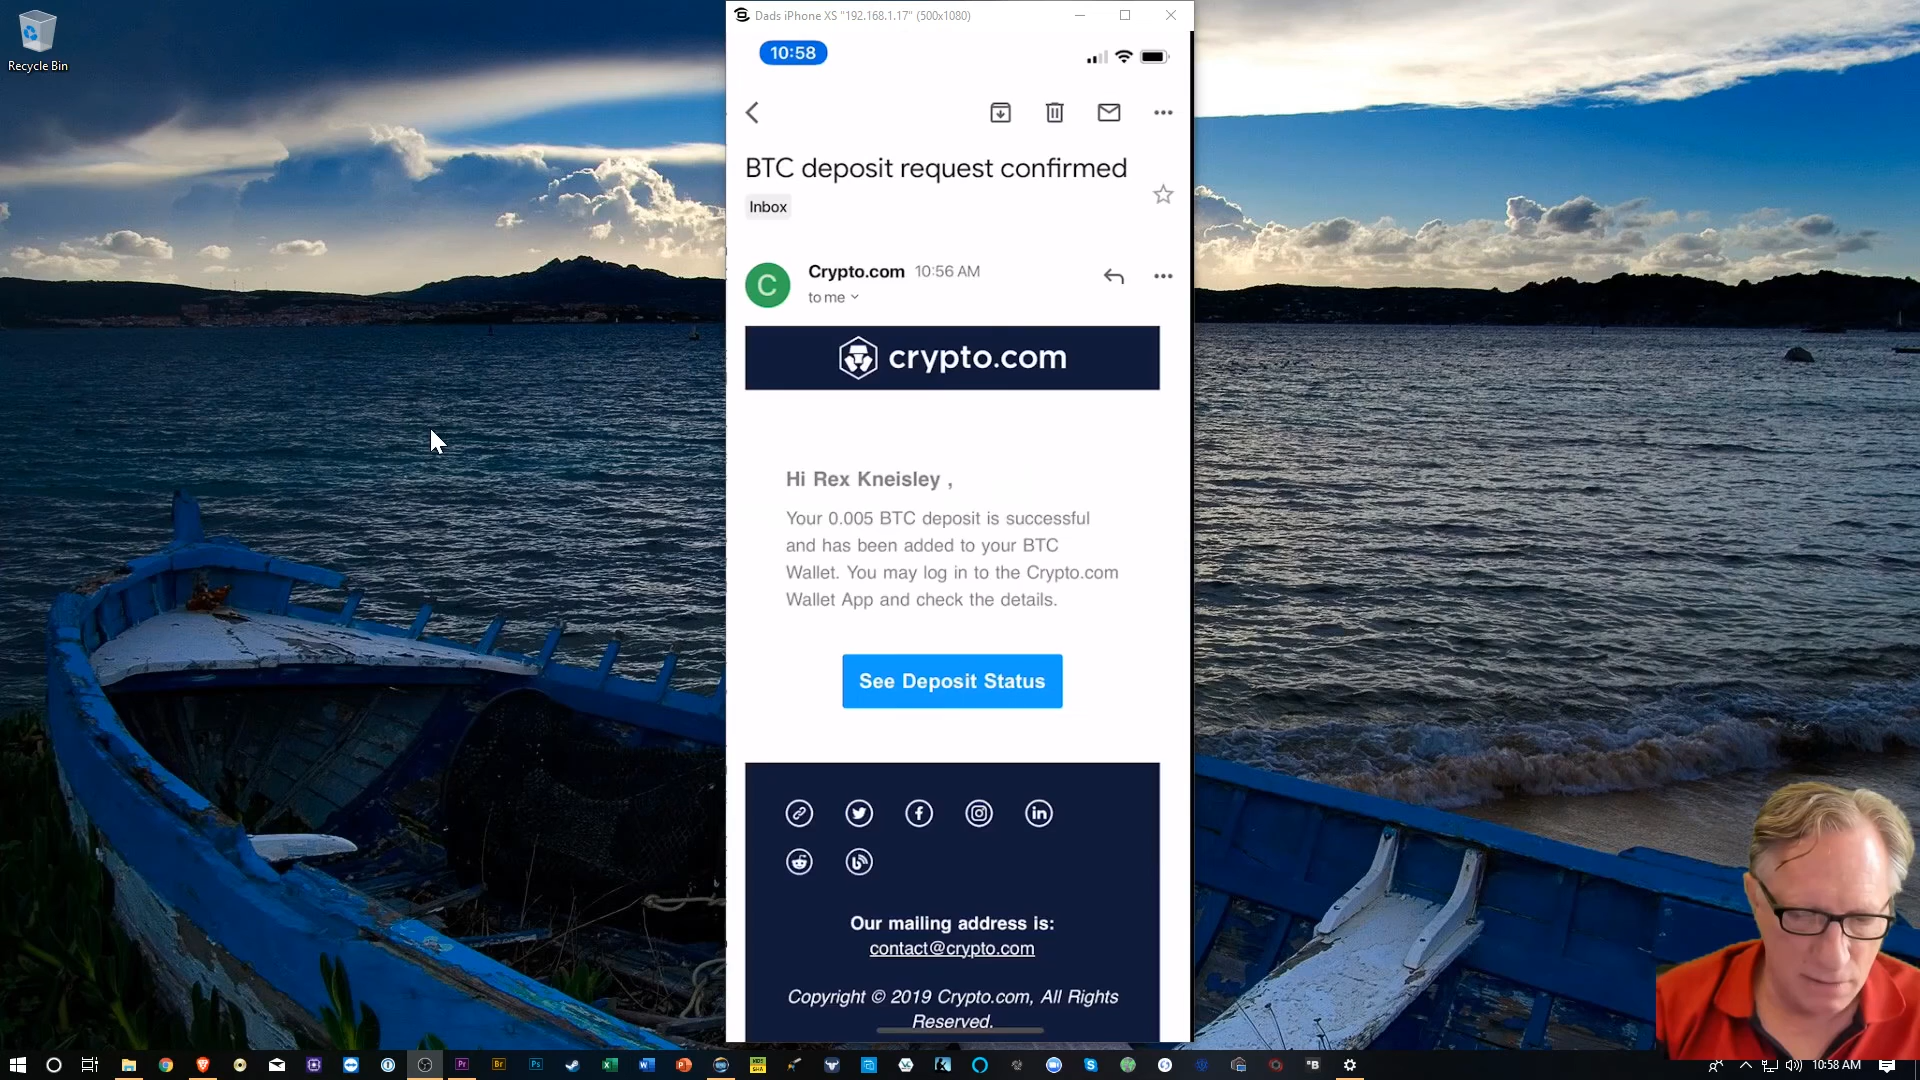 Recycle Bin
Dads iPhone XS "192.168.1.17" (500x1080)
10:58
BTC deposit request confirmed
Inbox
C
Crypto.com 10:56 AM
to me
crypto.com
Hi Rex Kneisley ,
Your 0.005 BTC deposit is successful
and has been added to your BTC
Wallet. You may log in to the Crypto.com
Wallet App and check the details.
See Deposit Status
Our mailing address is:
contact@crypto.com
Copyright © 2019 Crypto.com, All Rights
Reserved.
Pr
Br
Ps
10:58 AM